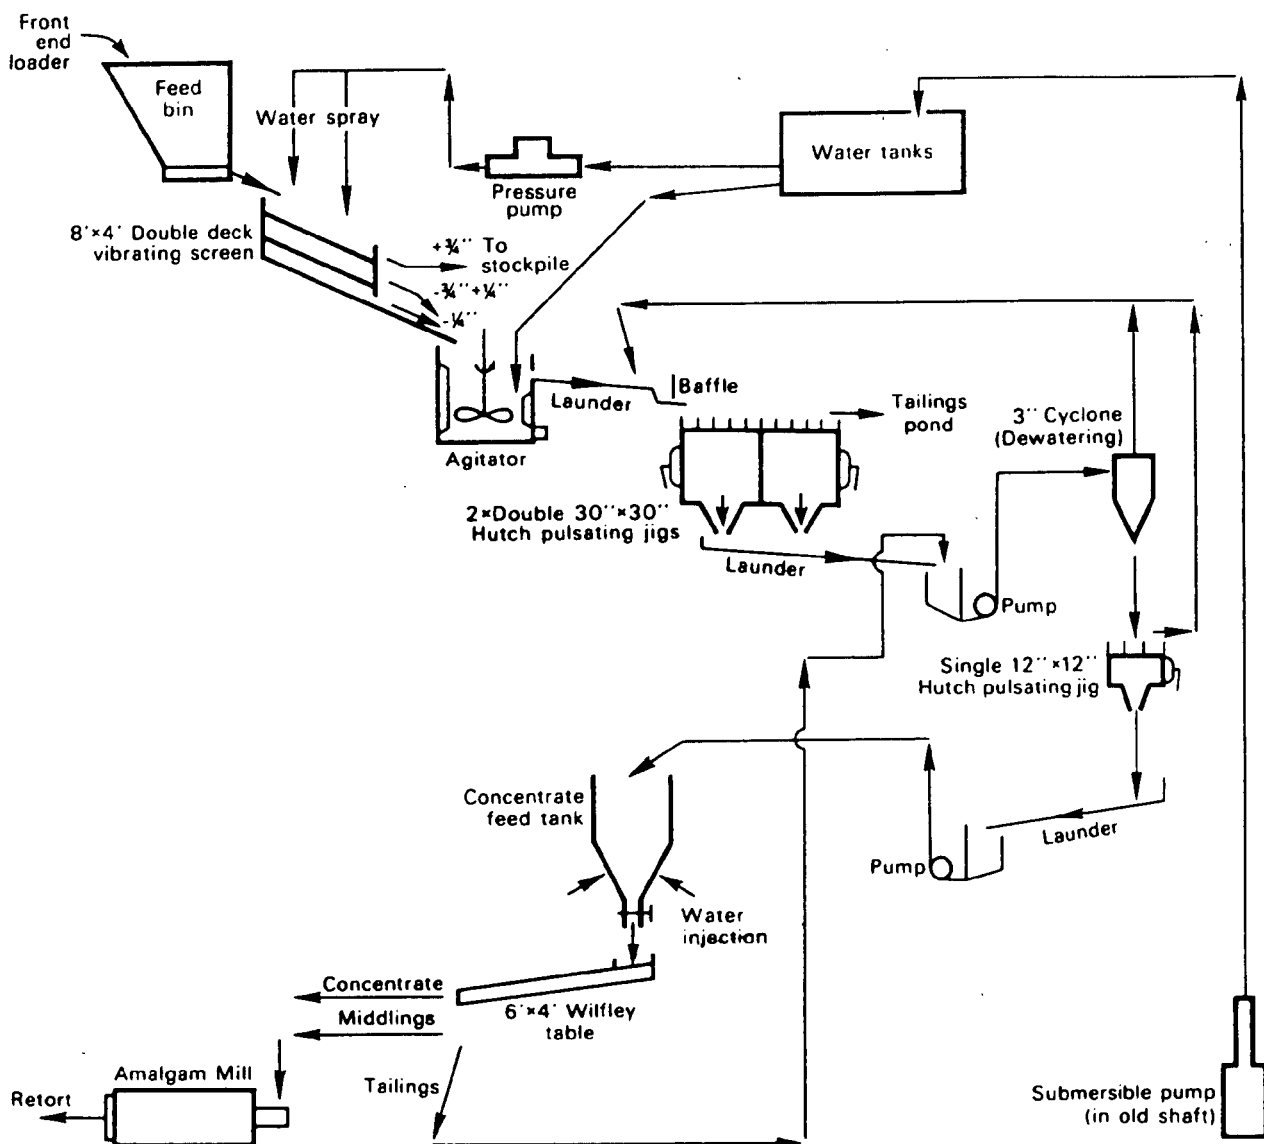 Front
end
loader
Feed
bin
Water spray
Pressure
pump
Water tanks
8'×4' Double deck
vibrating screen
+¾'' To
stockpile
-¾''+¼''
-¼''
Launder
Baffle
Agitator
Tailings
pond
3'' Cyclone
(Dewatering)
2×Double 30''×30''
Hutch pulsating jigs
Launder
Pump
Single 12''×12''
Hutch pulsating jig
Launder
Pump
Concentrate
feed tank
Water
injection
Concentrate
Middlings
6'×4' Wilfley
table
Amalgam Mill
Retort
Tailings
Submersible pump
(in old shaft)